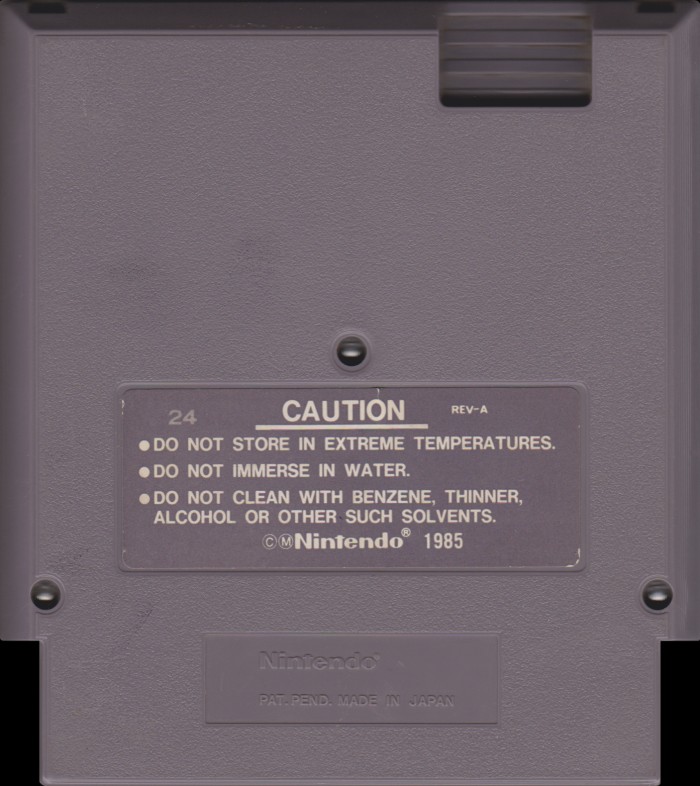 24 CAUTION REV-A
●DO NOT STORE IN EXTREME TEMPERATURES.
●DO NOT IMMERSE IN WATER.
●DO NOT CLEAN WITH BENZENE, THINNER,
ALCOHOL OR OTHER SUCH SOLVENTS.
©ⓂNintendo® 1985
Nintendo®
PAT. PEND. MADE IN JAPAN